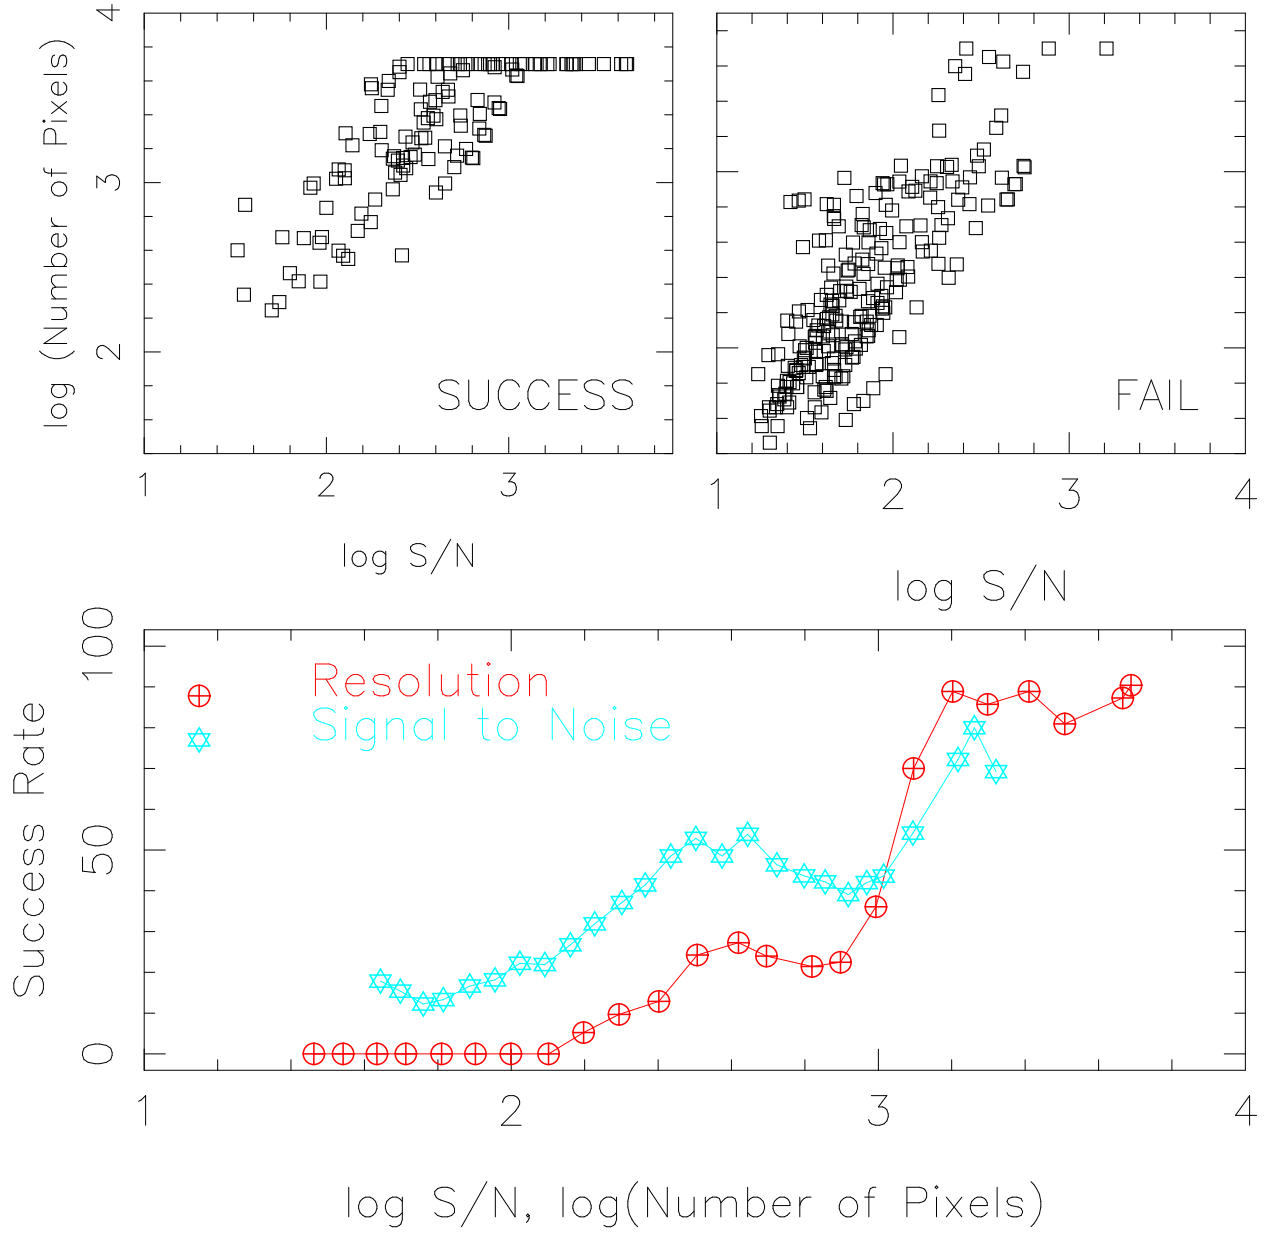 4
3
2
log (Number of Pixels)
SUCCESS
FAIL
1 2 3
1 2 3 4
log S/N
log S/N
100
50
0
Success Rate
Resolution
Signal to Noise
1 2 3 4
log S/N, log(Number of Pixels)